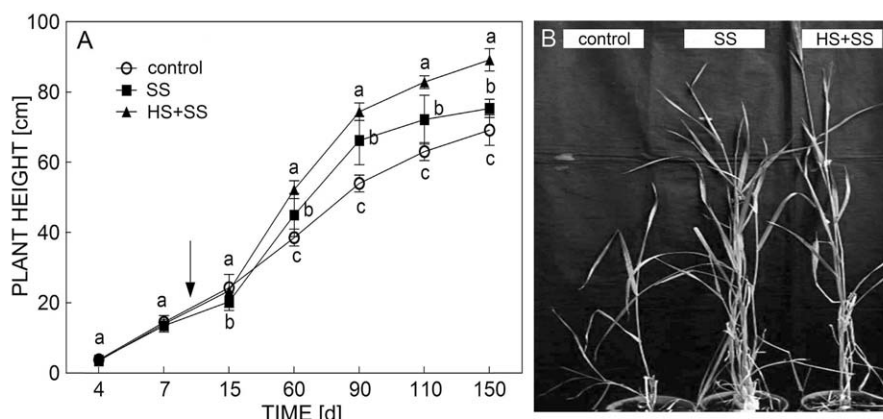 A
control
SS
HS+SS
PLANT HEIGHT [cm]
100
80
60
40
20
0
a
a
a
b
a
b
c
a
b
c
a
b
c
a
b
c
4
7
15
60
90
110
150
TIME [d]
B
control
SS
HS+SS